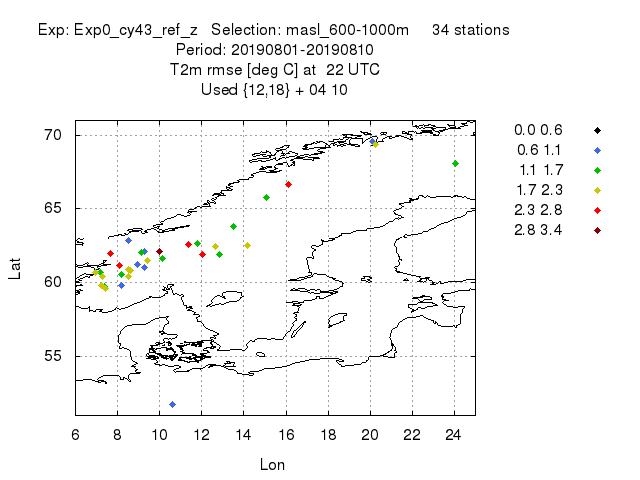 Exp: Exp0_cy43_ref_z Selection: masl_600-1000m 34 stations
Period: 20190801-20190810
T2m rmse [deg C] at 22 UTC
Used {12,18} + 04 10
70
65
60
55
Lat
6 8 10 12 14 16 18 20 22 24
Lon
0.0 0.6
0.6 1.1
1.1 1.7
1.7 2.3
2.3 2.8
2.8 3.4